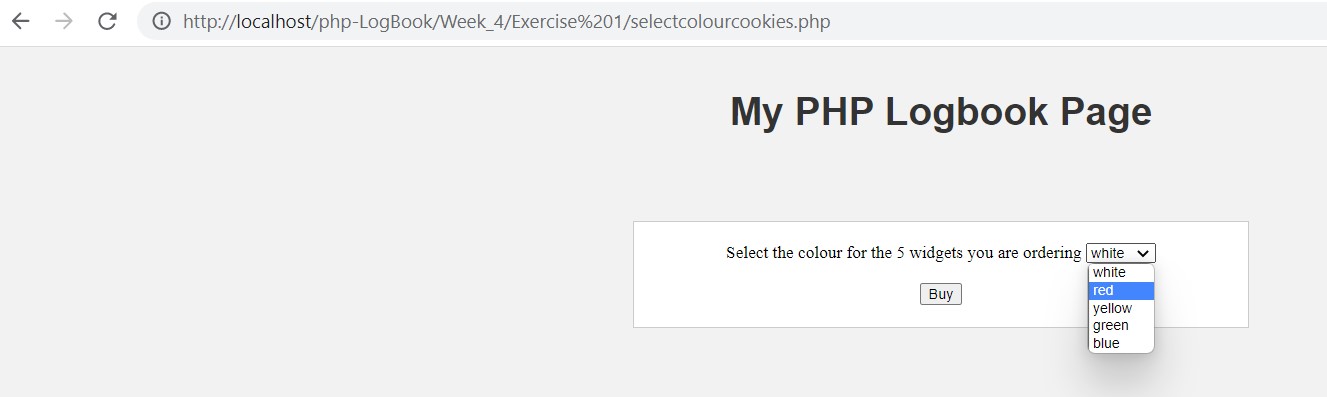 http://localhost/php-LogBook/Week_4/Exercise%201/selectcolourcookies.php
My PHP Logbook Page
Select the colour for the 5 widgets you are ordering white
white
red
yellow
green
blue
Buy